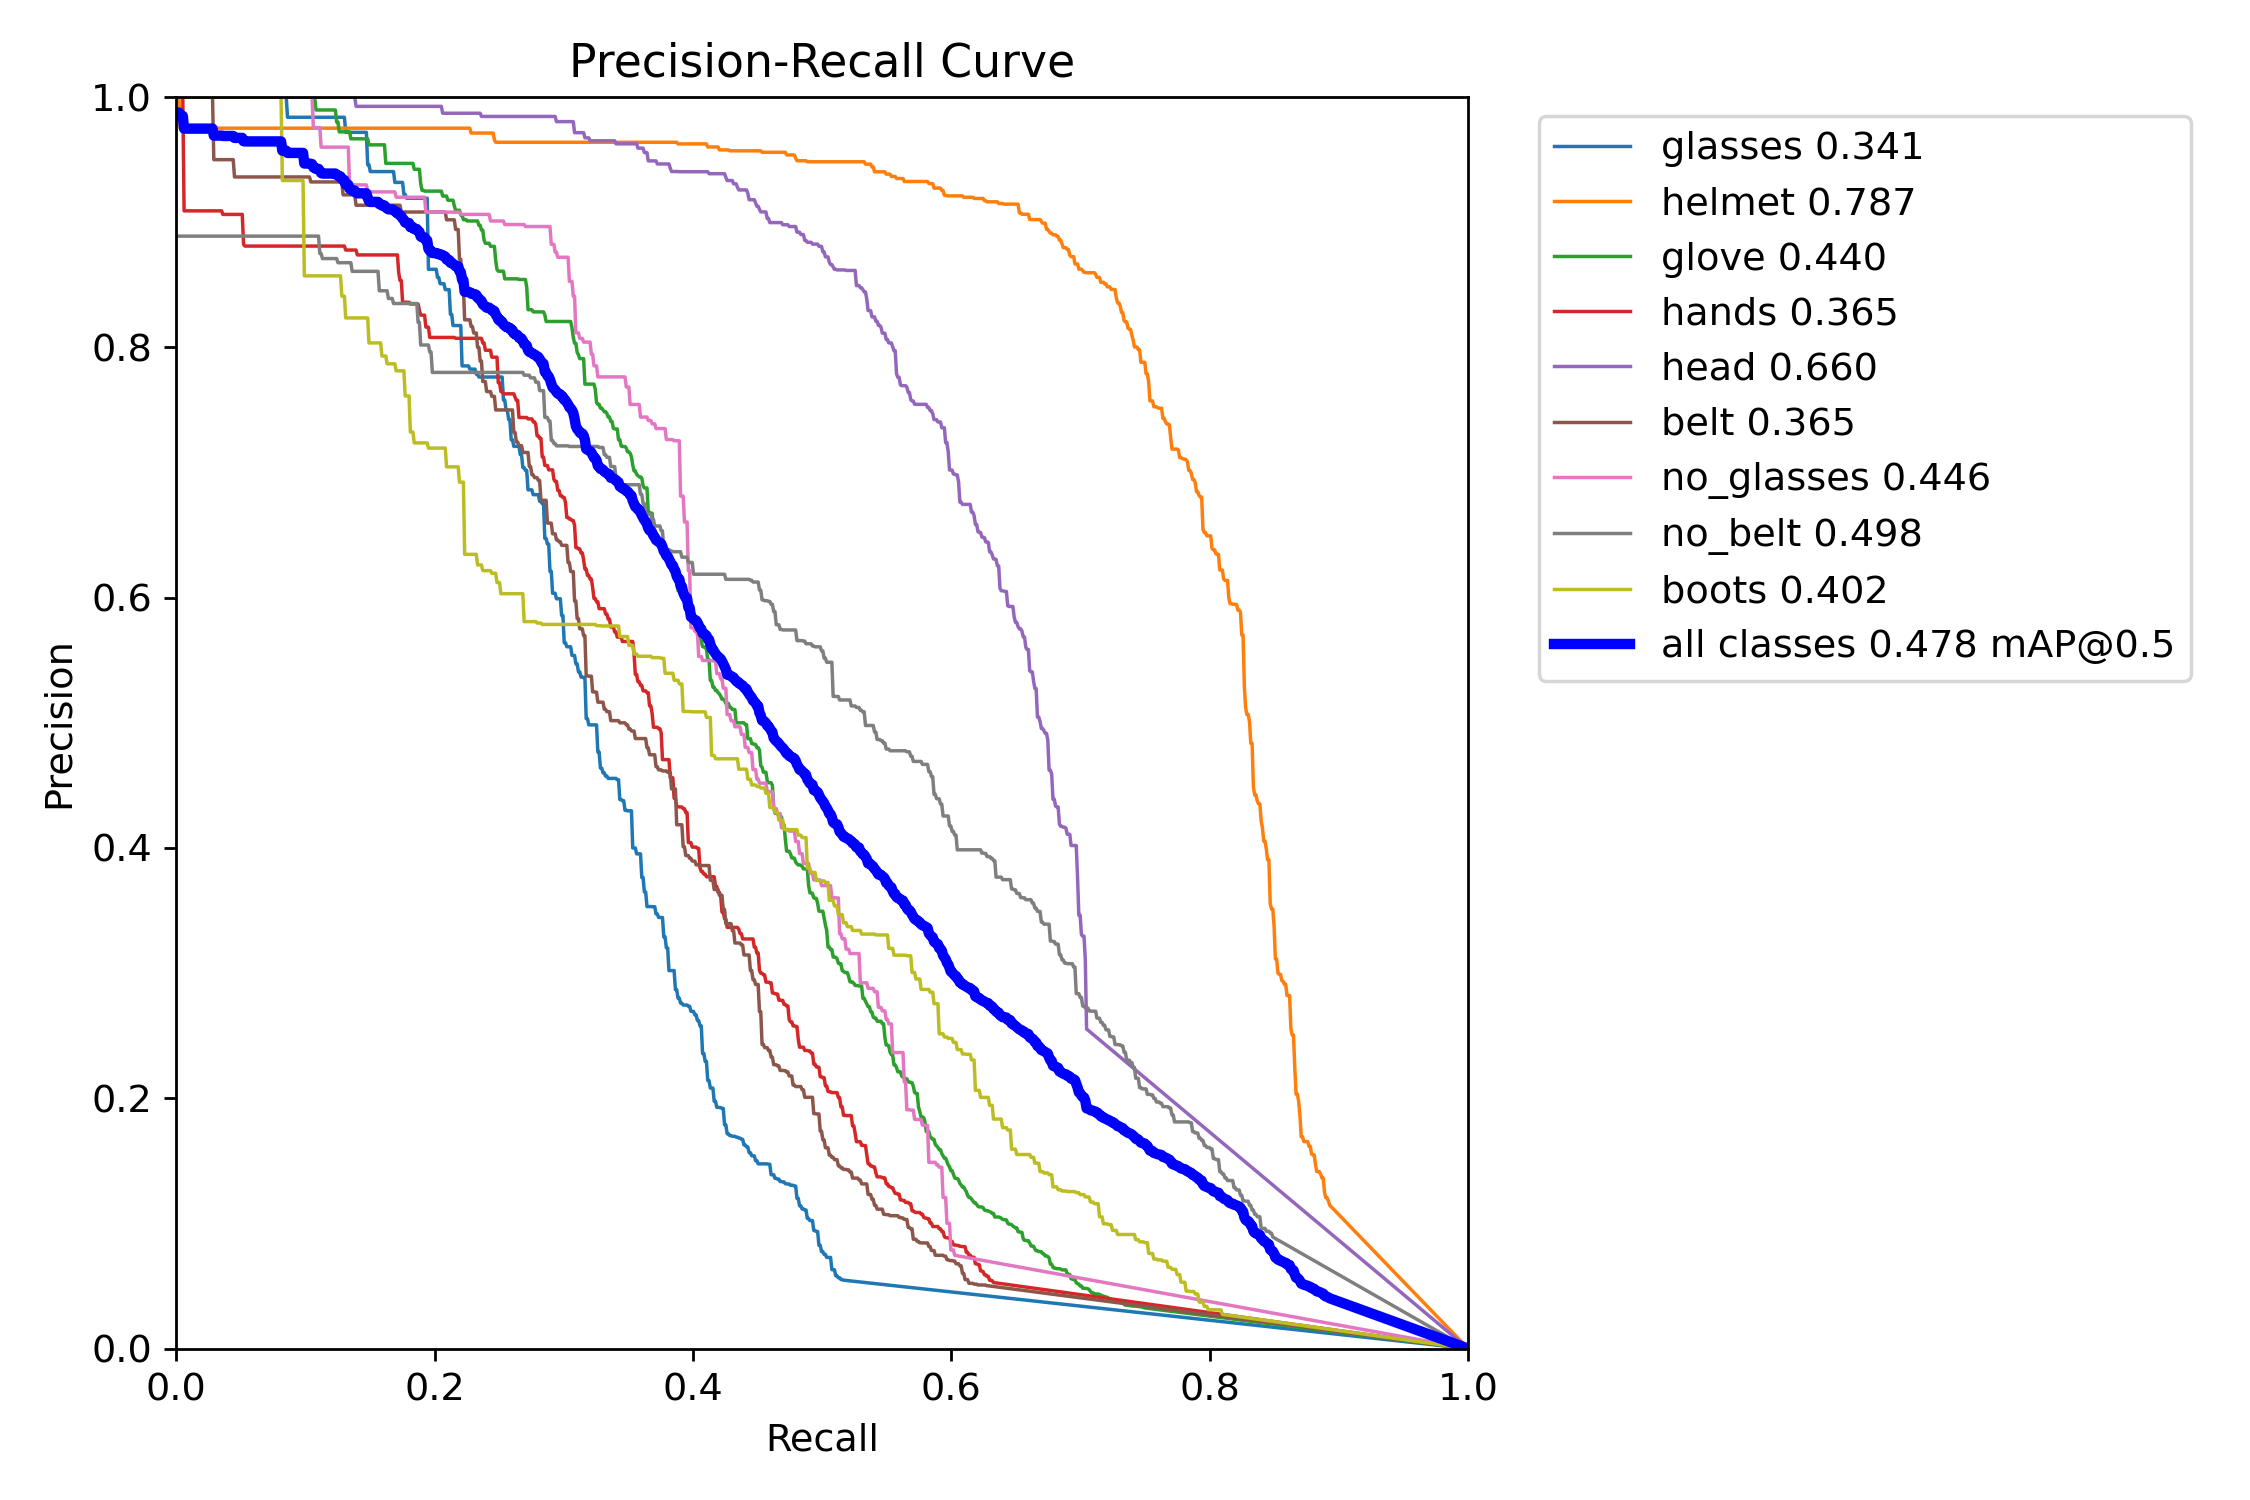 Precision-Recall Curve
1.0
0.8
0.6
0.4
0.2
0.0
Precision
0.0 0.2 0.4 0.6 0.8 1.0
Recall
glasses 0.341
helmet 0.787
glove 0.440
hands 0.365
head 0.660
belt 0.365
no_glasses 0.446
no_belt 0.498
boots 0.402
all classes 0.478 mAP@0.5